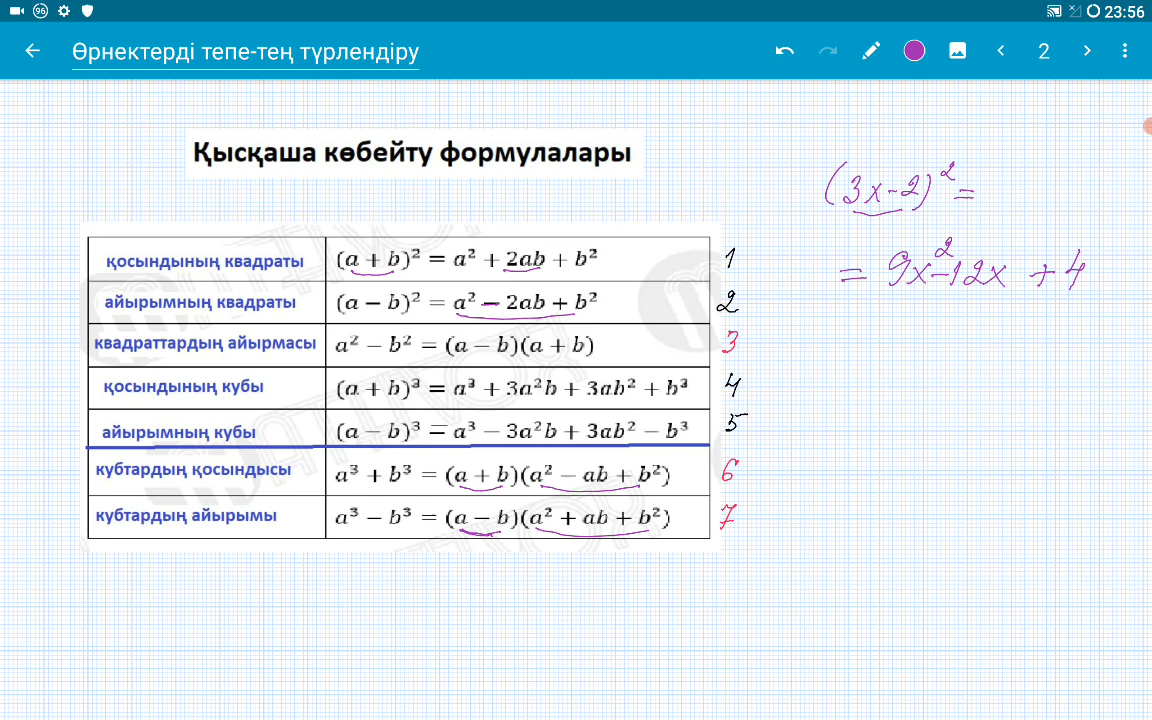 96 23:56
Өрнектерді тепе-тең түрлендіру 2
Қысқаша көбейту формулалары
(3x-2)² =
= 9x²-12x + 4
қосындының квадраты (a + b)² = a² + 2ab + b² 1
айырымның квадраты (a − b)² = a² − 2ab + b² 2
квадраттардың айырмасы a² − b² = (a − b)(a + b) 3
қосындының кубы (a + b)³ = a³ + 3a²b + 3ab² + b³ 4
айырымның кубы (a − b)³ = a³ − 3a²b + 3ab² − b³ 5
кубтардың қосындысы a³ + b³ = (a + b)(a² − ab + b²) 6
кубтардың айырымы a³ − b³ = (a − b)(a² + ab + b²) 7